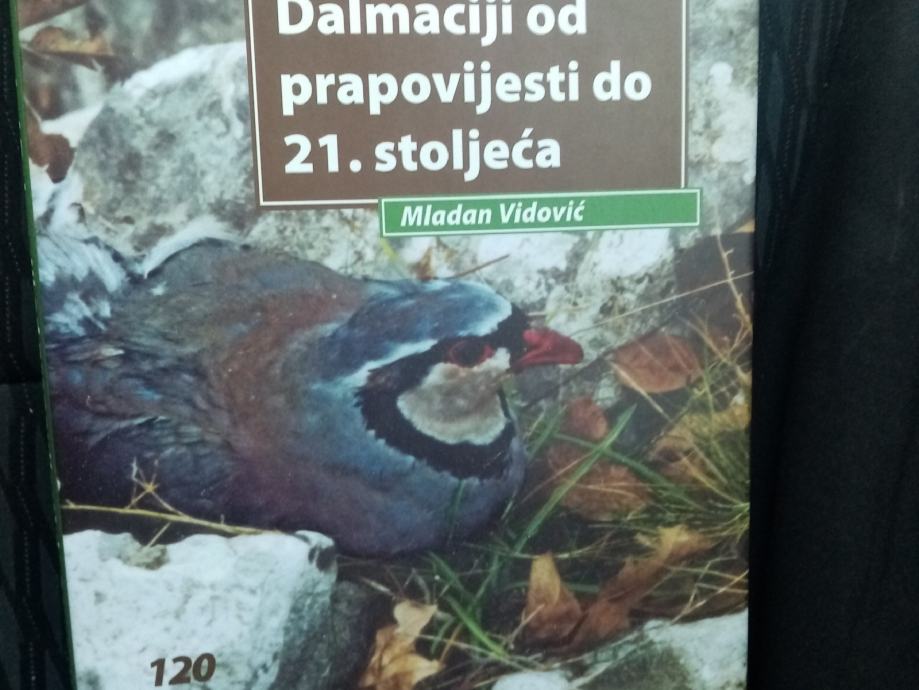 Dalmaciji od
prapovijesti do
21. stoljeća
Mladan Vidović
120